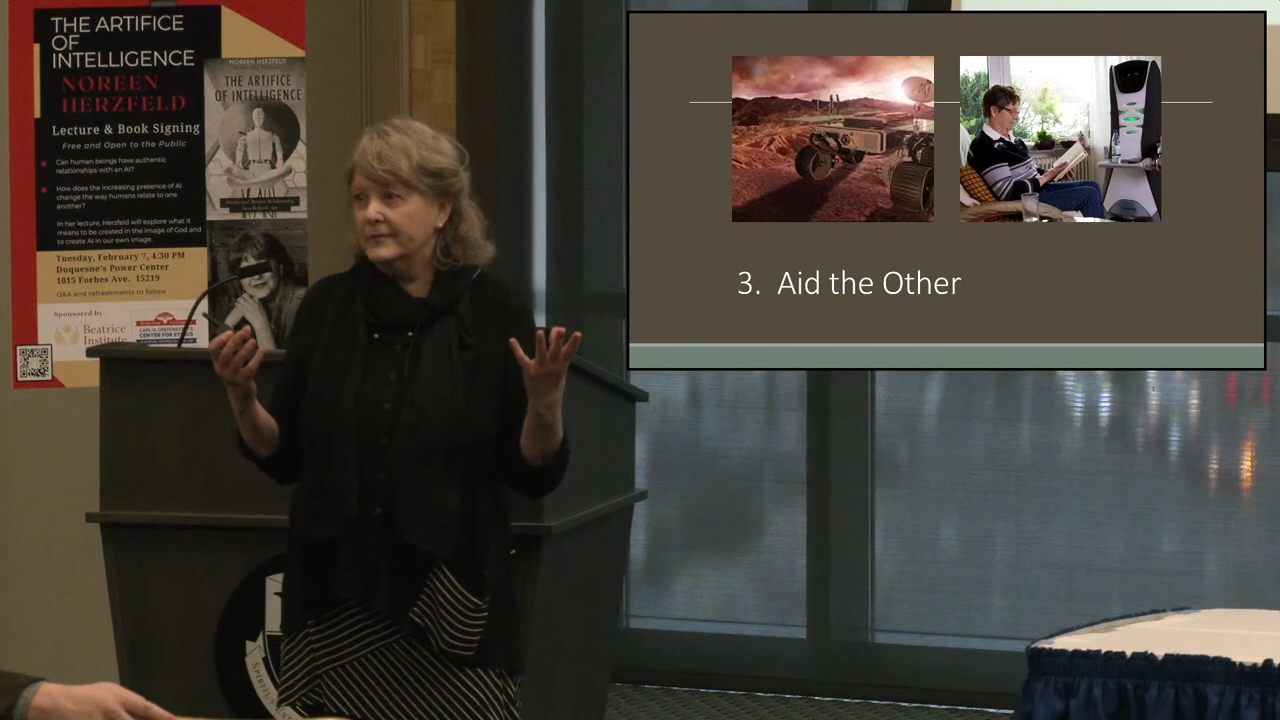 THE ARTIFICE
OF
INTELLIGENCE
NOREEN
HERZFELD
Lecture & Book Signing
Free and Open to the Public
Can human beings have authentic
relationships with an AI?
How does the increasing presence of AI
change the way humans relate to one
another?
In her lecture, Herzfeld will explore what it
means to be created in the image of God and
to create AI in our own image.
Tuesday, February 7, 4:30 PM
Duquesne's Power Center
1015 Forbes Ave. 15219
Q&A and refreshments to follow.
Sponsored by
Beatrice
Institute
CENTER FOR ETHICS
NOREEN HERZFELD
THE ARTIFICE
OF INTELLIGENCE
3. Aid the Other